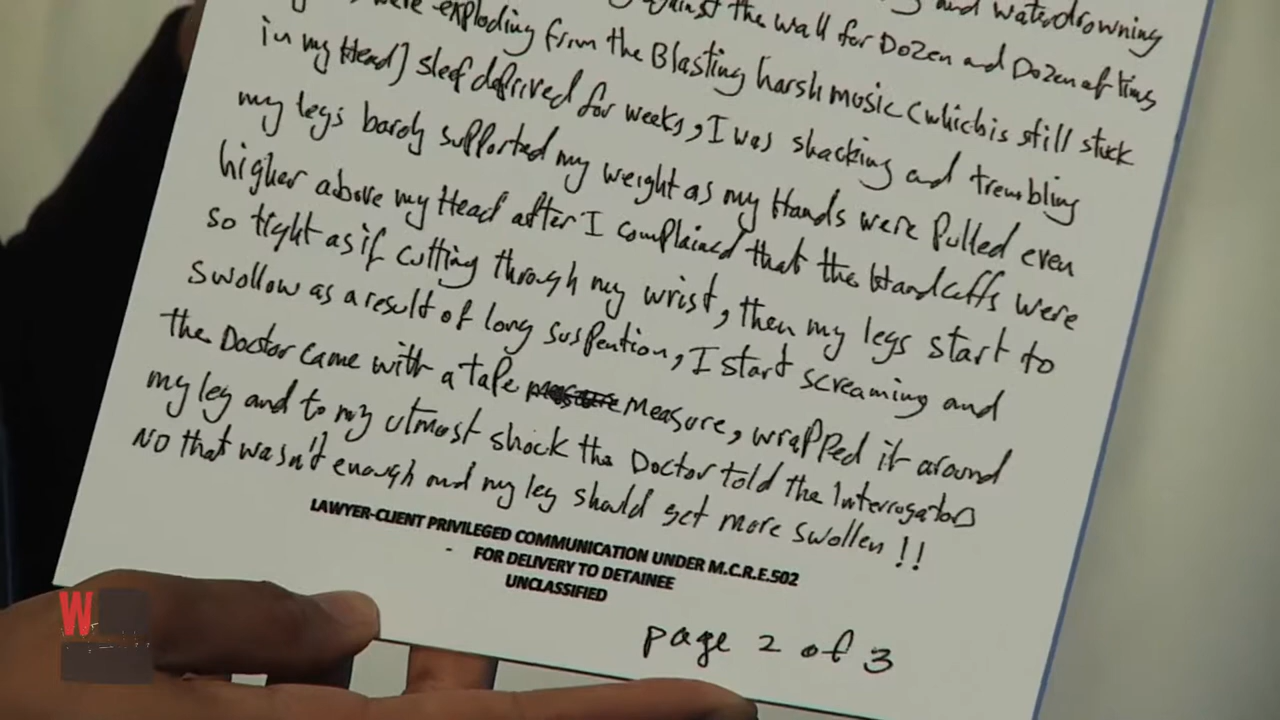 against the wall for Dozen and Dozen of times
and waterdrowning
were exploding from the Blasting harsh music (which is still stuck
in my Head) sleep deprived for weeks, I was shacking and trembling
my legs barely supported my weight as my Hands were Pulled even
higher above my Head after I complained that the Handcuffs were
so tight as if cutting through my wrist, then my legs start to
swollow as a result of long suspention, I start screaming and
the Doctor came with a tape measure, wrapped it around
my leg and to my utmost shock the Doctor told the Interrogators
NO that wasn't enough and my leg should get more swollen !!
LAWYER-CLIENT PRIVILEGED COMMUNICATION UNDER M.C.R.E.502
FOR DELIVERY TO DETAINEE
UNCLASSIFIED
page 2 of 3
W